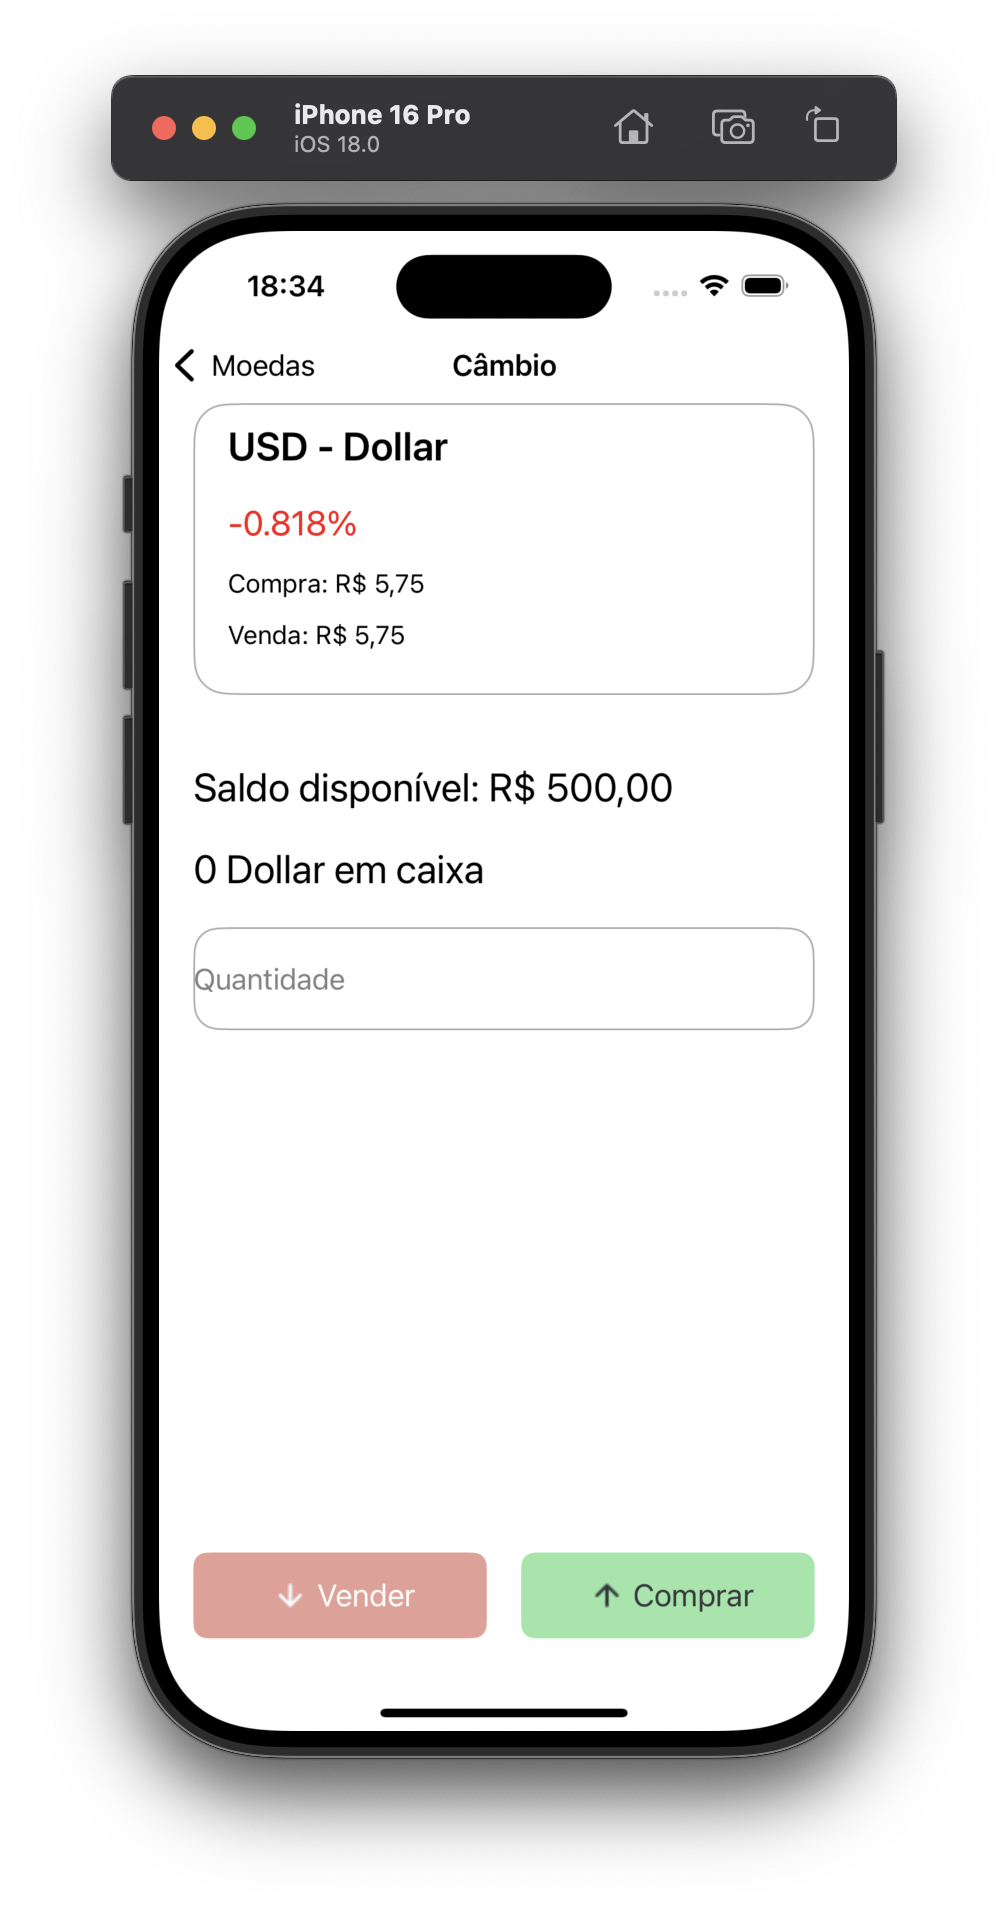 iPhone 16 Pro
iOS 18.0
18:34
Moedas
Câmbio
USD - Dollar
-0.818%
Compra: R$ 5,75
Venda: R$ 5,75
Saldo disponível: R$ 500,00
0 Dollar em caixa
Quantidade
Vender
Comprar